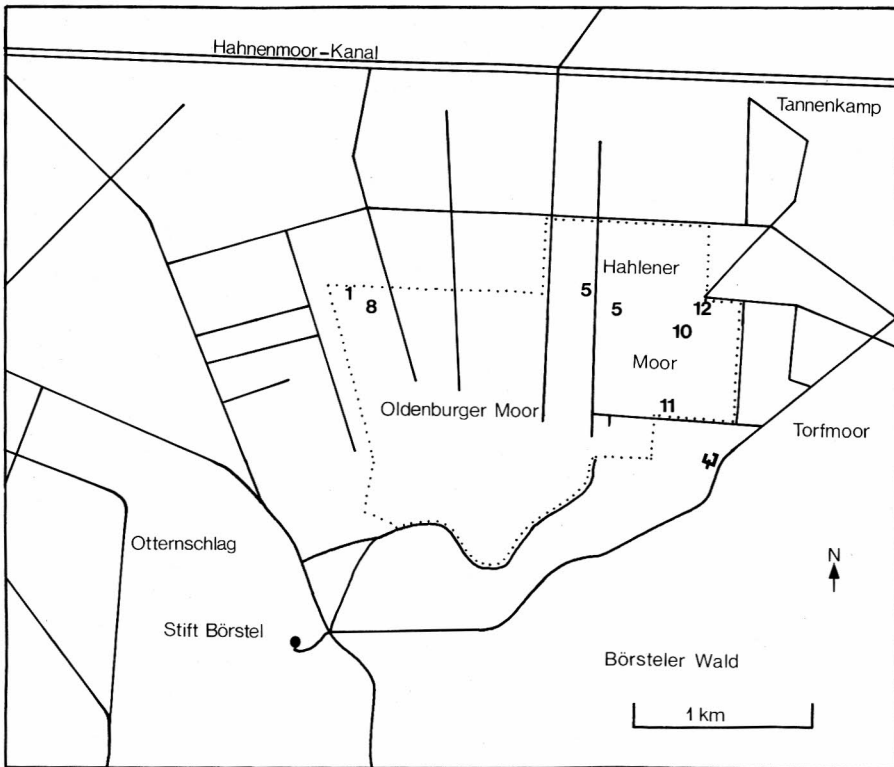 Hahnenmoor-Kanal
Tannenkamp
Hahlener
1
5
8
5
12
10
Moor
11
Oldenburger Moor
Torfmoor
Otternschlag
N
Stift Börstel
Börsteler Wald
1 km